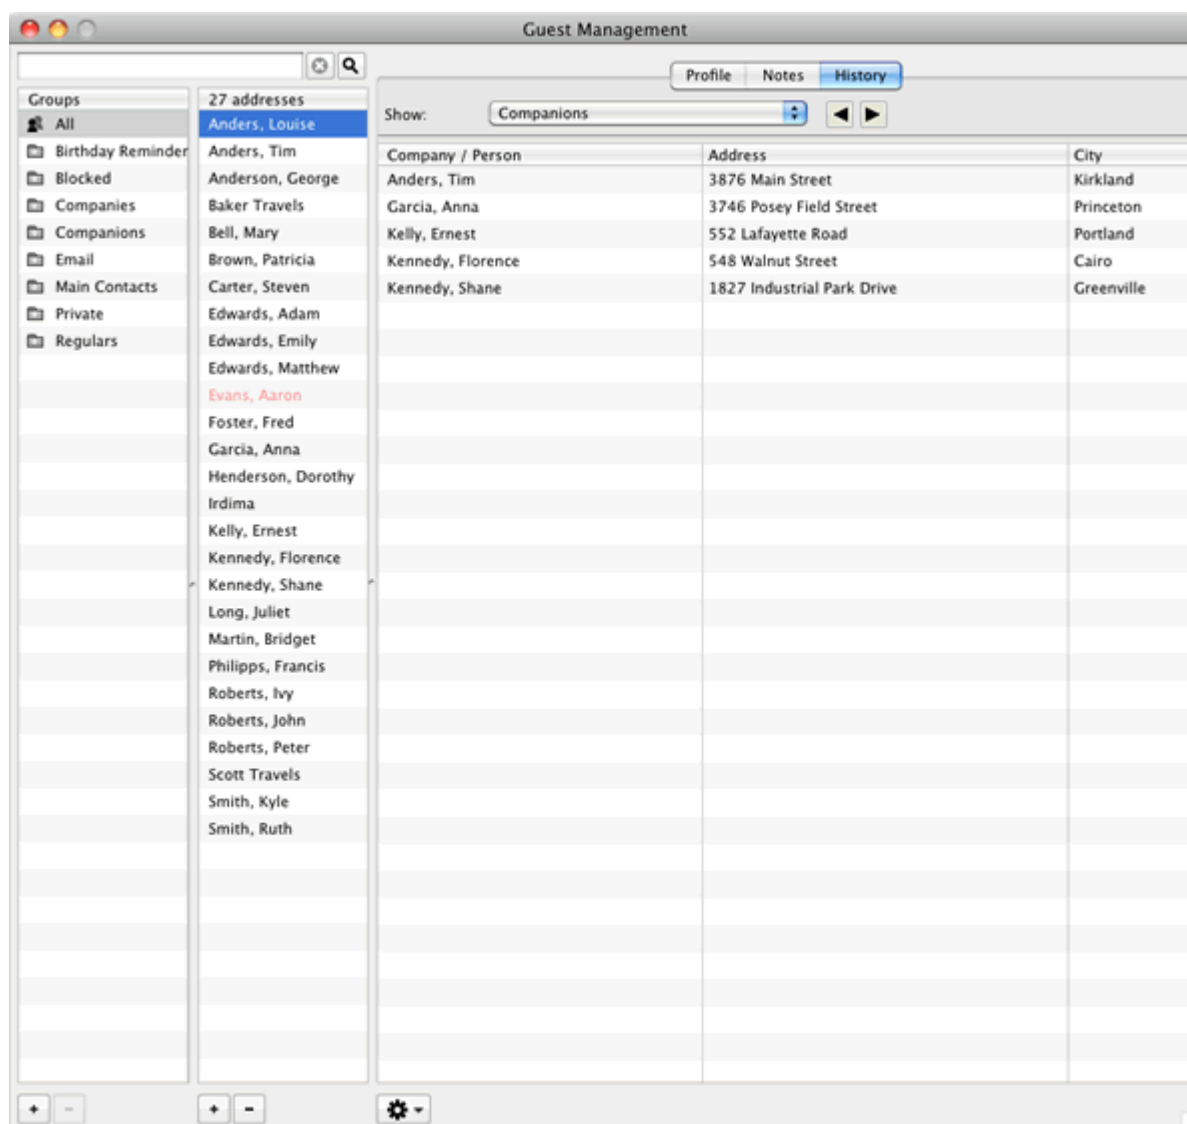 Guest Management
Profile Notes History
Groups
All
Birthday Reminder
Blocked
Companies
Companions
Email
Main Contacts
Private
Regulars
27 addresses
Anders, Louise
Anders, Tim
Anderson, George
Baker Travels
Bell, Mary
Brown, Patricia
Carter, Steven
Edwards, Adam
Edwards, Emily
Edwards, Matthew
Evans, Aaron
Foster, Fred
Garcia, Anna
Henderson, Dorothy
Irdima
Kelly, Ernest
Kennedy, Florence
Kennedy, Shane
Long, Juliet
Martin, Bridget
Philipps, Francis
Roberts, Ivy
Roberts, John
Roberts, Peter
Scott Travels
Smith, Kyle
Smith, Ruth
Show: Companions
Company / Person Address City
Anders, Tim 3876 Main Street Kirkland
Garcia, Anna 3746 Posey Field Street Princeton
Kelly, Ernest 552 Lafayette Road Portland
Kennedy, Florence 548 Walnut Street Cairo
Kennedy, Shane 1827 Industrial Park Drive Greenville